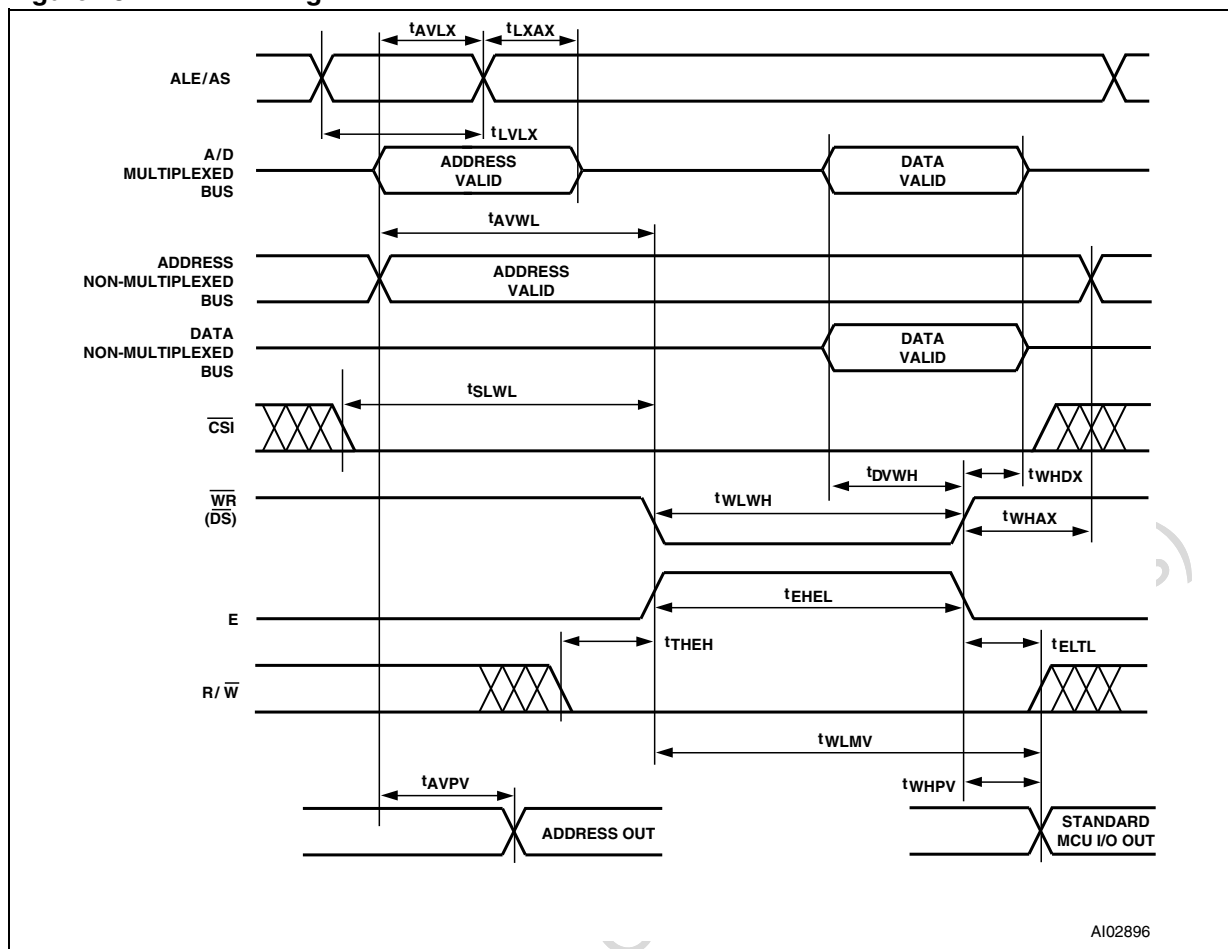 tAVLX
tLXAX
ALE/AS
tLVLX
A/D
MULTIPLEXED
BUS
ADDRESS
VALID
DATA
VALID
tAVWL
ADDRESS
NON-MULTIPLEXED
BUS
ADDRESS
VALID
DATA
NON-MULTIPLEXED
BUS
DATA
VALID
tSLWL
CSI
tDVWH
tWHDX
WR
(DS)
tWLWH
tWHAX
tEHEL
E
tTHEH
tELTL
R/W
tWLMV
tAVPV
tWHPV
ADDRESS OUT
STANDARD
MCU I/O OUT
AI02896